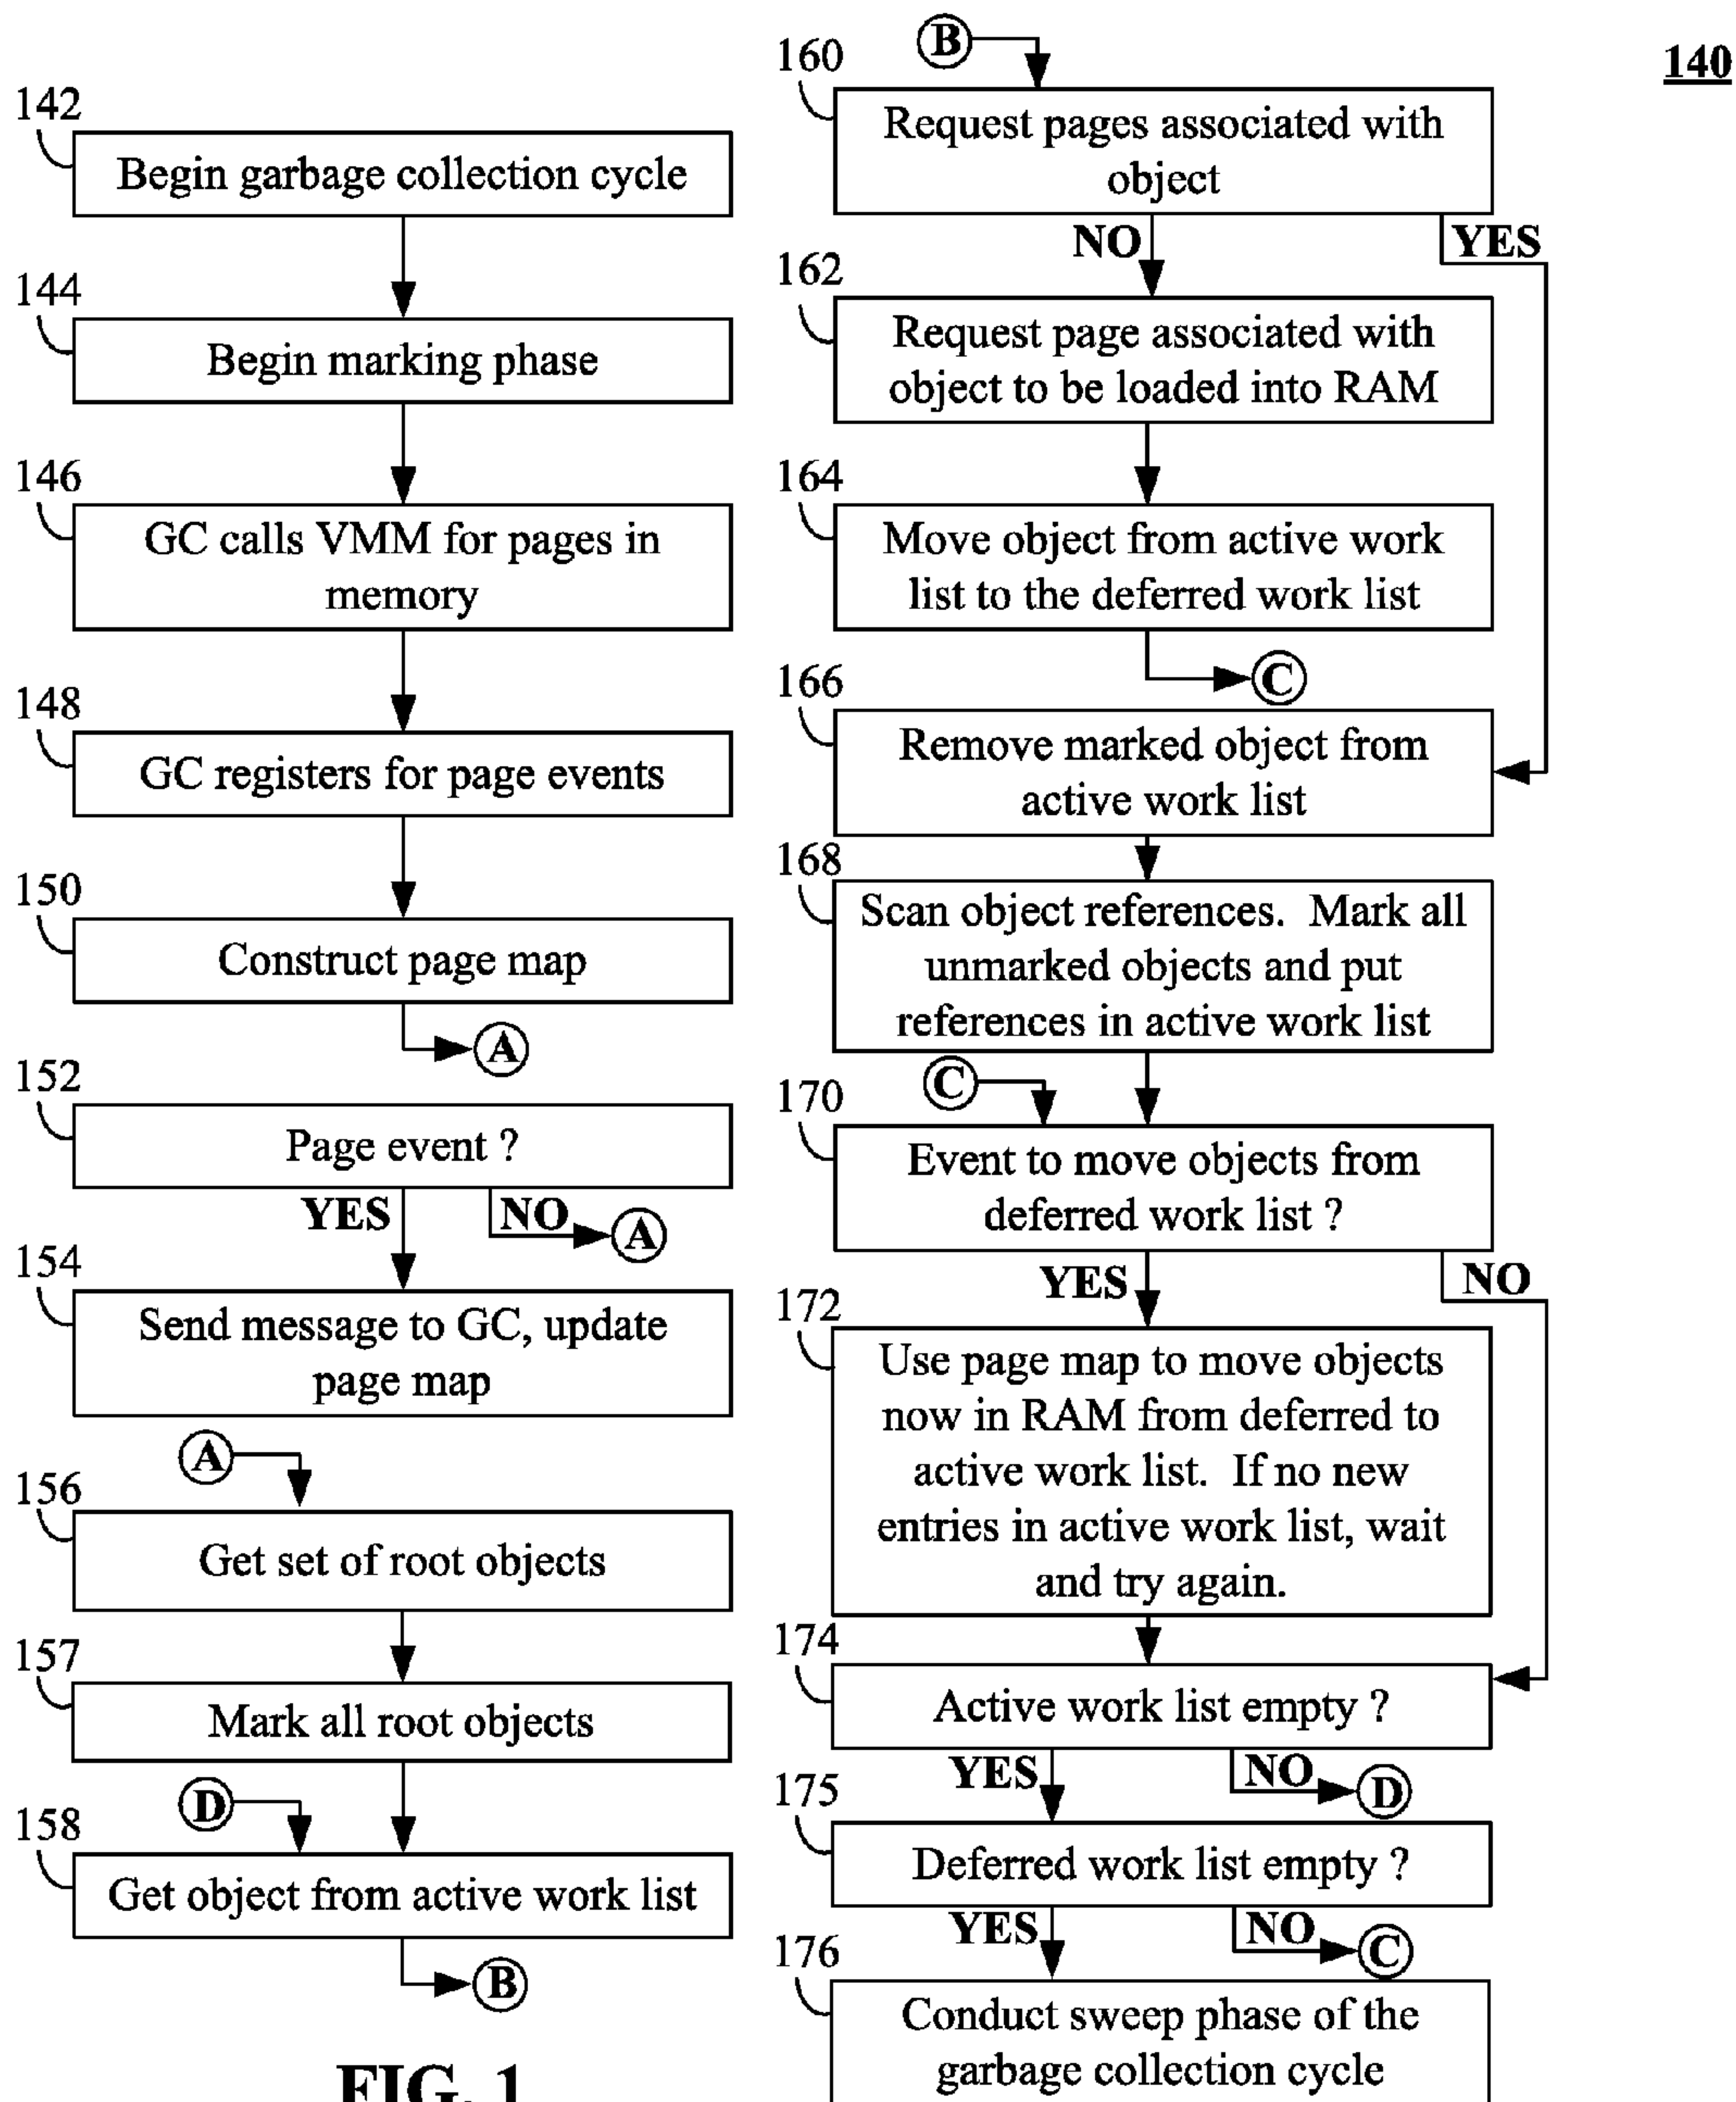 140
142
Begin garbage collection cycle
144
Begin marking phase
146
GC calls VMM for pages in
memory
148
GC registers for page events
150
Construct page map
A
152
Page event ?
YES
NO
A
154
Send message to GC, update
page map
A
156
Get set of root objects
157
Mark all root objects
D
158
Get object from active work list
B
FIG. 1
B
160
Request pages associated with
object
NO
YES
162
Request page associated with
object to be loaded into RAM
164
Move object from active work
list to the deferred work list
C
166
Remove marked object from
active work list
168
Scan object references. Mark all
unmarked objects and put
references in active work list
C
170
Event to move objects from
deferred work list ?
YES
NO
172
Use page map to move objects
now in RAM from deferred to
active work list. If no new
entries in active work list, wait
and try again.
174
Active work list empty ?
YES
NO
D
175
Deferred work list empty ?
YES
NO
C
176
Conduct sweep phase of the
garbage collection cycle